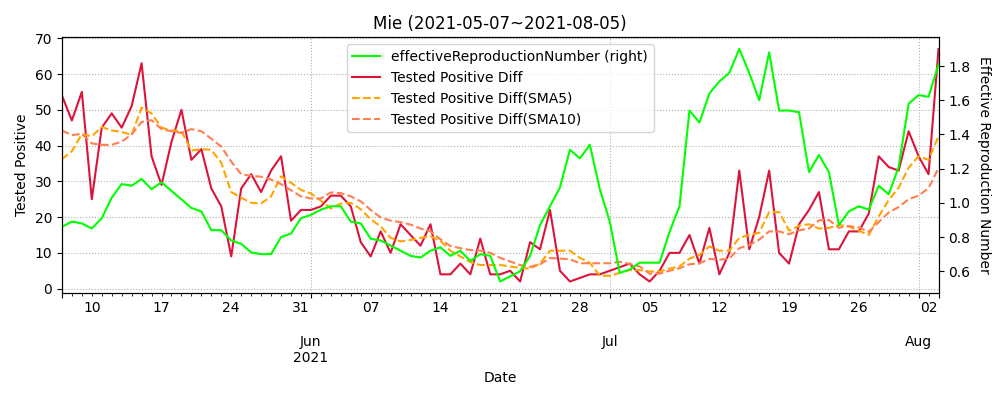 Mie (2021-05-07~2021-08-05)
effectiveReproductionNumber (right)
Tested Positive Diff
Tested Positive Diff(SMA5)
Tested Positive Diff(SMA10)
Tested Positive
70
60
50
40
30
20
10
0
Effective Reproduction Number
1.8
1.6
1.4
1.2
1.0
0.8
0.6
10 17 24 31 07 14 21 28 05 12 19 26 02
Jun Jul Aug
2021
Date